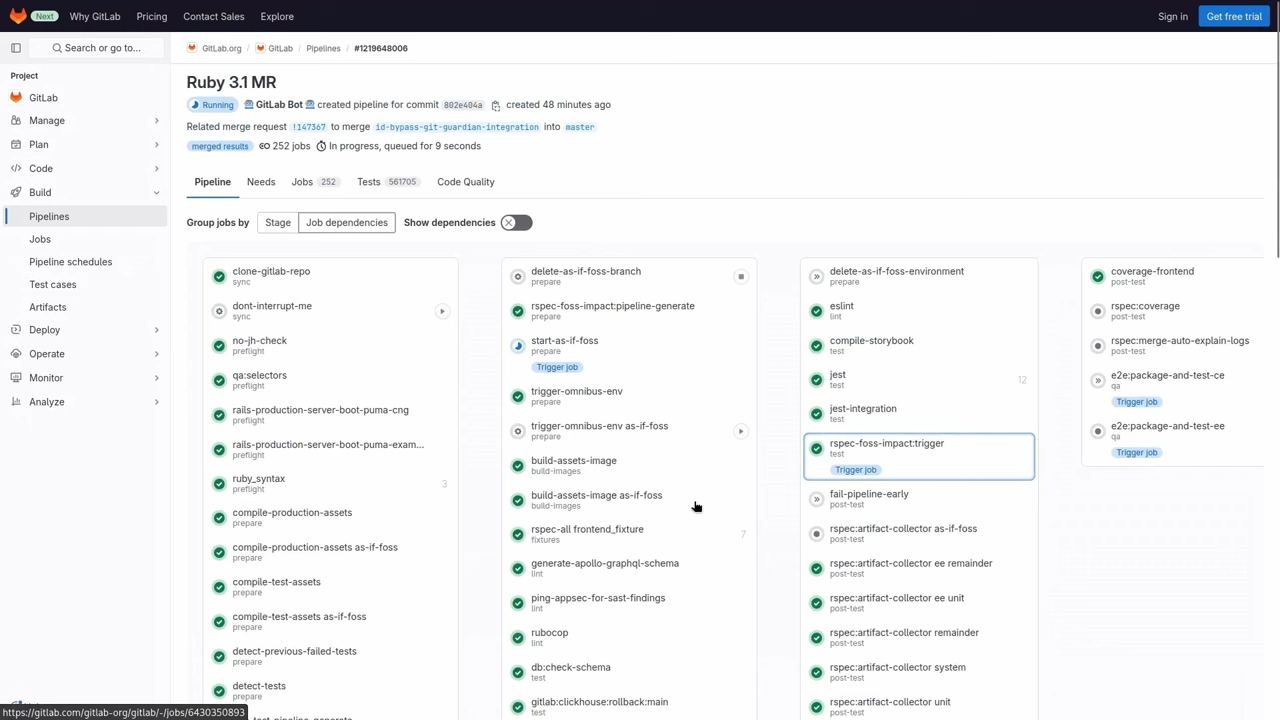 Next Why GitLab Pricing Contact Sales Explore Sign in Get free trial
Search or go to...
GitLab.org / GitLab / Pipelines / #1219648006
Project
GitLab
Manage
Plan
Code
Build
Pipelines
Jobs
Pipeline schedules
Test cases
Artifacts
Deploy
Operate
Monitor
Analyze
Ruby 3.1 MR
Running GitLab Bot created pipeline for commit 802e404a created 48 minutes ago
Related merge request !147367 to merge id-bypass-git-guardian-integration into master
merged results 252 jobs In progress, queued for 9 seconds
Pipeline Needs Jobs 252 Tests 561705 Code Quality
Group jobs by Stage Job dependencies Show dependencies
clone-gitlab-repo
sync
dont-interrupt-me
sync
no-jh-check
preflight
qa:selectors
preflight
rails-production-server-boot-puma-cng
preflight
rails-production-server-boot-puma-exam...
preflight
ruby_syntax 3
preflight
compile-production-assets
prepare
compile-production-assets as-if-foss
prepare
compile-test-assets
prepare
compile-test-assets as-if-foss
prepare
detect-previous-failed-tests
prepare
detect-tests
prepare
delete-as-if-foss-branch
prepare
rspec-foss-impact:pipeline-generate
prepare
start-as-if-foss
prepare
Trigger job
trigger-omnibus-env
prepare
trigger-omnibus-env as-if-foss
prepare
build-assets-image
build-images
build-assets-image as-if-foss
build-images
rspec-all frontend_fixture 7
fixtures
generate-apollo-graphql-schema
lint
ping-appsec-for-sast-findings
lint
rubocop
lint
db:check-schema
test
gitlab:clickhouse:rollback:main
test
delete-as-if-foss-environment
prepare
eslint
lint
compile-storybook
test
jest 12
test
jest-integration
test
rspec-foss-impact:trigger
test
Trigger job
fail-pipeline-early
post-test
rspec:artifact-collector as-if-foss
post-test
rspec:artifact-collector ee remainder
post-test
rspec:artifact-collector ee unit
post-test
rspec:artifact-collector remainder
post-test
rspec:artifact-collector system
post-test
rspec:artifact-collector unit
post-test
coverage-frontend
post-test
rspec:coverage
post-test
rspec:merge-auto-explain-logs
post-test
e2e:package-and-test-ce
qa
Trigger job
e2e:package-and-test-ee
qa
Trigger job
https://gitlab.com/gitlab-org/gitlab/-/jobs/6430350893